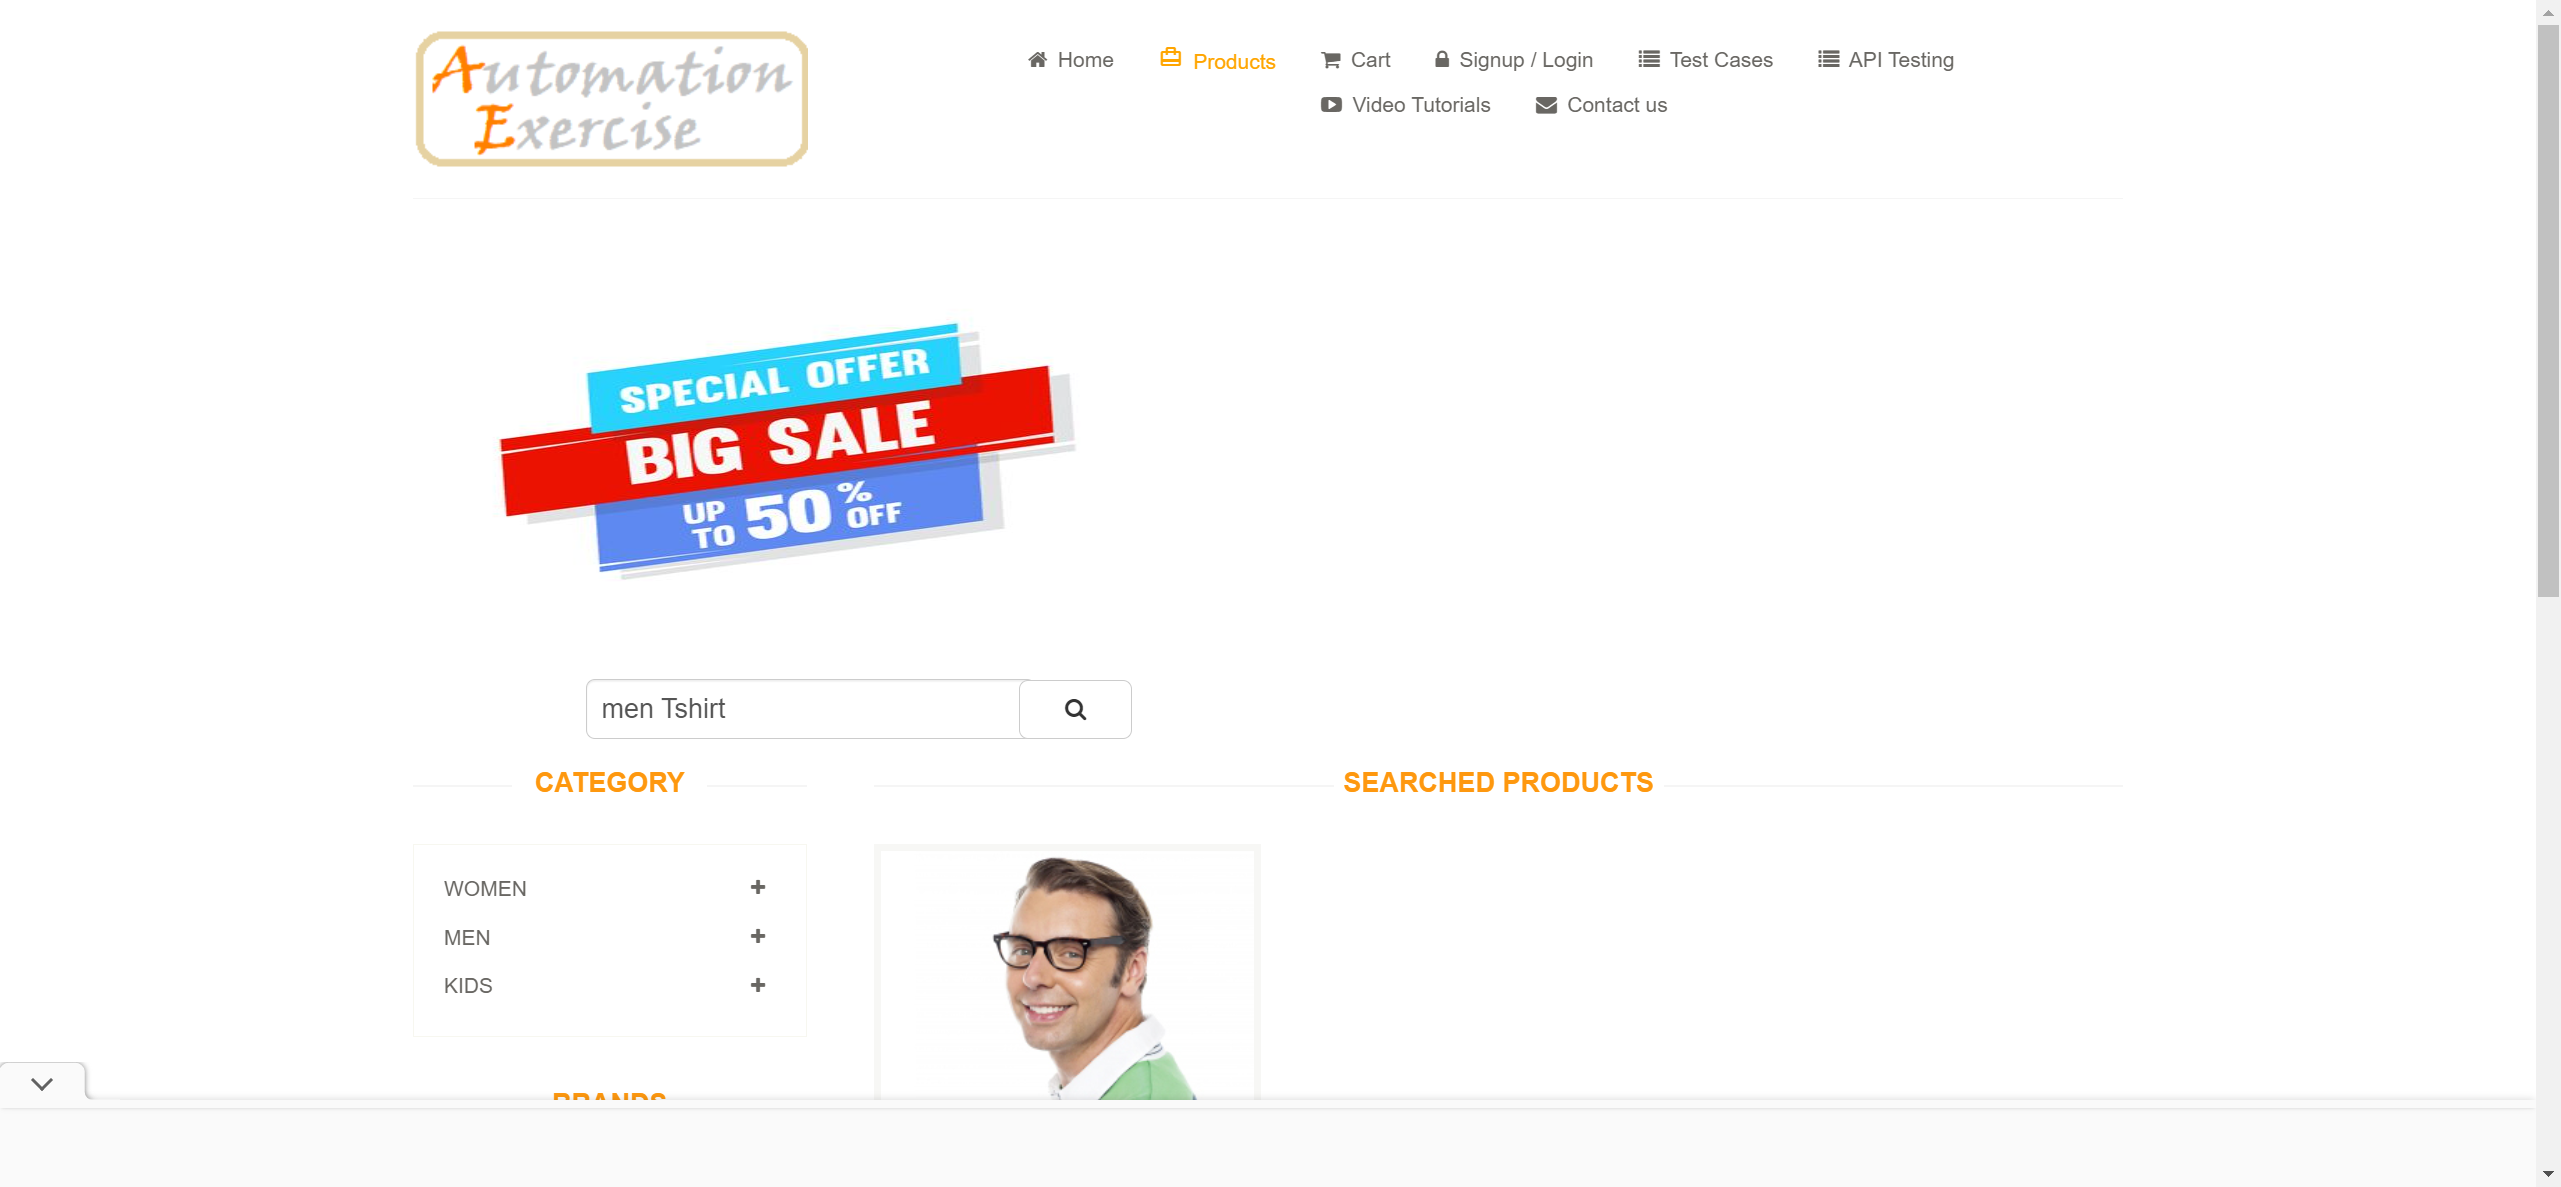 Automation
Exercise
Home
Products
Cart
Signup / Login
Test Cases
API Testing
Video Tutorials
Contact us
SPECIAL OFFER
BIG SALE
UP TO 50% OFF
men Tshirt
CATEGORY
SEARCHED PRODUCTS
WOMEN
MEN
KIDS
BRANDS